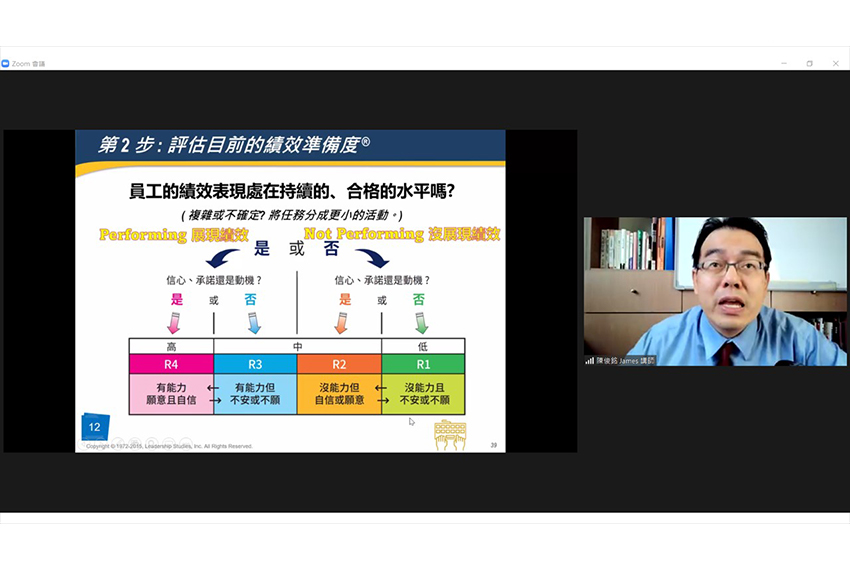 Zoom 會議
第 2 步 : 評估目前的績效準備度®
員工的績效表現處在持續的、合格的水平嗎?
( 複雜或不確定? 將任務分成更小的活動。)
Performing 展現績效
Not Performing 沒展現績效
是 或 否
信心、承諾還是動機 ?
信心、承諾還是動機 ?
是 或 否
是 或 否
高 中 低
R4 R3 R2 R1
有能力 ← 有能力但 沒能力但 ← 沒能力且
願意且自信 → 不安或不願 自信或願意 → 不安或不願
12
Copyright © 1972-2015, Leadership Studies, Inc. All Rights Reserved.
39
陳俊銘 James 講師